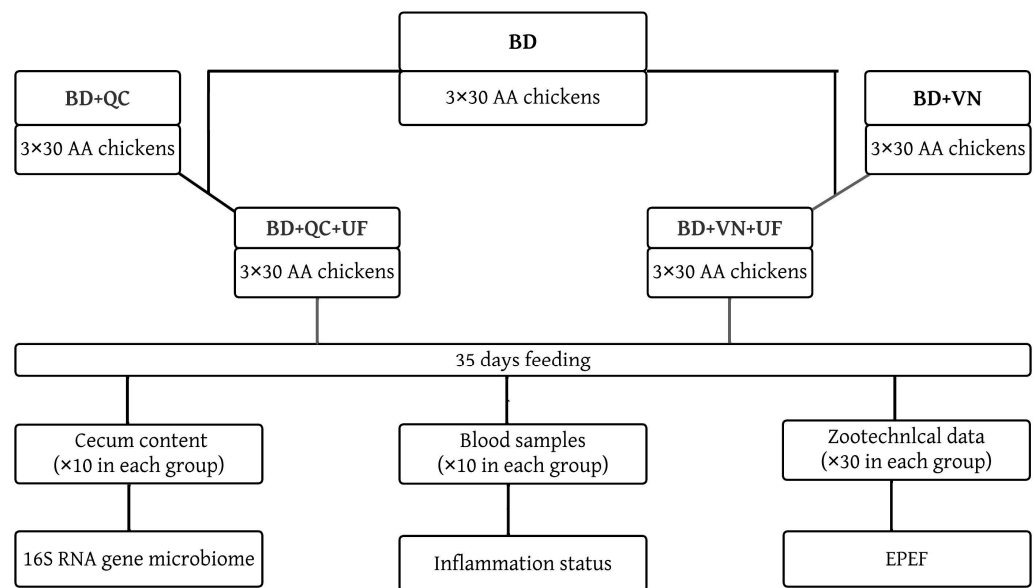 BD
3×30 AA chickens
BD+QC
3×30 AA chickens
BD+VN
3×30 AA chickens
BD+QC+UF
3×30 AA chickens
BD+VN+UF
3×30 AA chickens
35 days feeding
Cecum content
(×10 in each group)
Blood samples
(×10 in each group)
Zootechnlcal data
(×30 in each group)
16S RNA gene microbiome
Inflammation status
EPEF